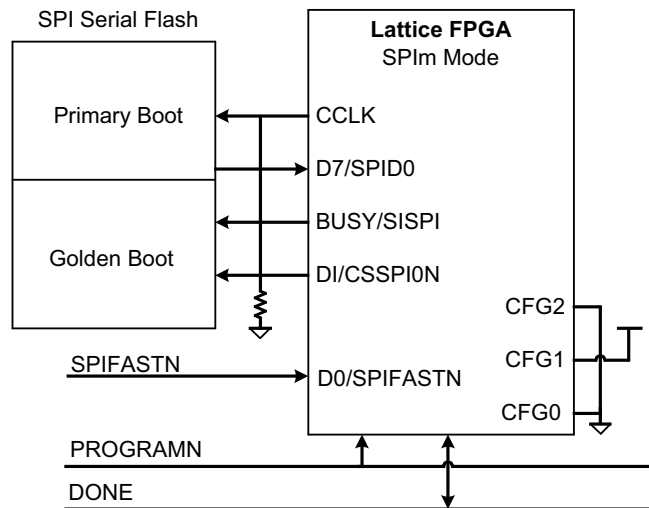 SPI Serial Flash
Lattice FPGA
SPIm Mode
Primary Boot
CCLK
D7/SPID0
BUSY/SISPI
Golden Boot
DI/CSSPI0N
CFG2
CFG1
SPIFASTN
D0/SPIFASTN
CFG0
PROGRAMN
DONE